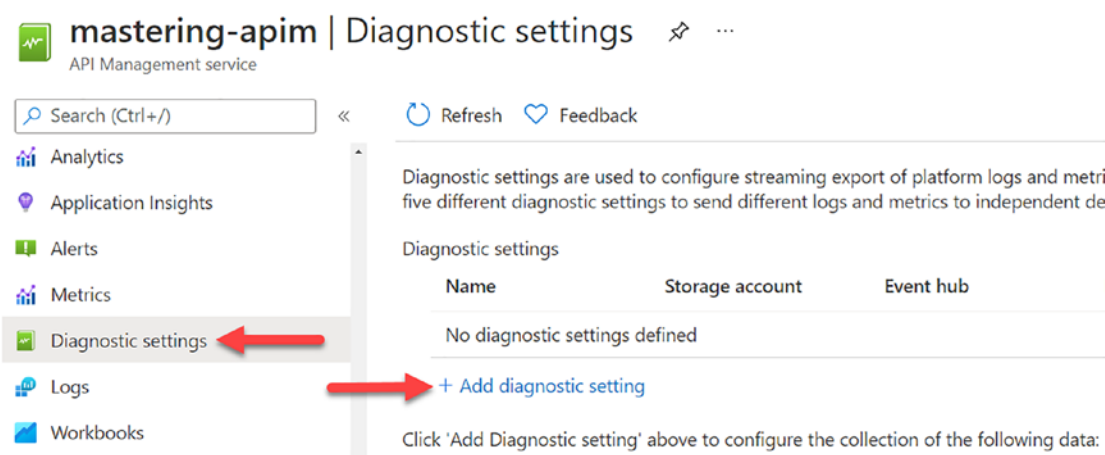 mastering-apim | Diagnostic settings ...
API Management service
Search (Ctrl+/)
«
Refresh
Feedback
Analytics
Application Insights
Alerts
Metrics
Diagnostic settings
Logs
Workbooks
Diagnostic settings are used to configure streaming export of platform logs and metri
five different diagnostic settings to send different logs and metrics to independent de
Diagnostic settings
Name Storage account Event hub
No diagnostic settings defined
+ Add diagnostic setting
Click 'Add Diagnostic setting' above to configure the collection of the following data: